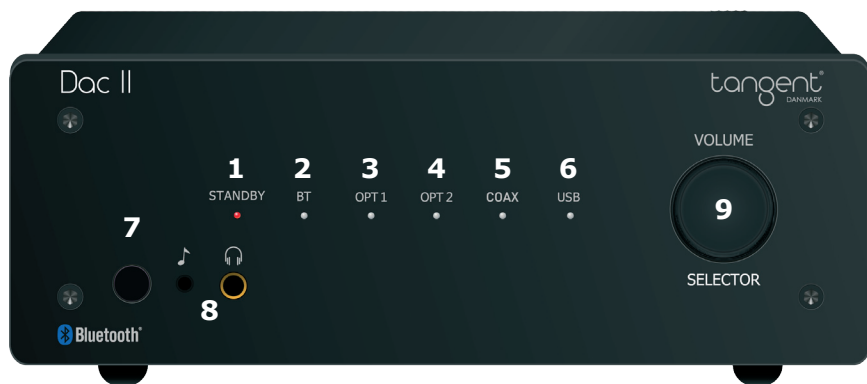 Dac II
tangent®
DANMARK
VOLUME
1 2 3 4 5 6
STANDBY BT OPT 1 OPT 2 COAX USB
7
9
8
SELECTOR
Bluetooth®